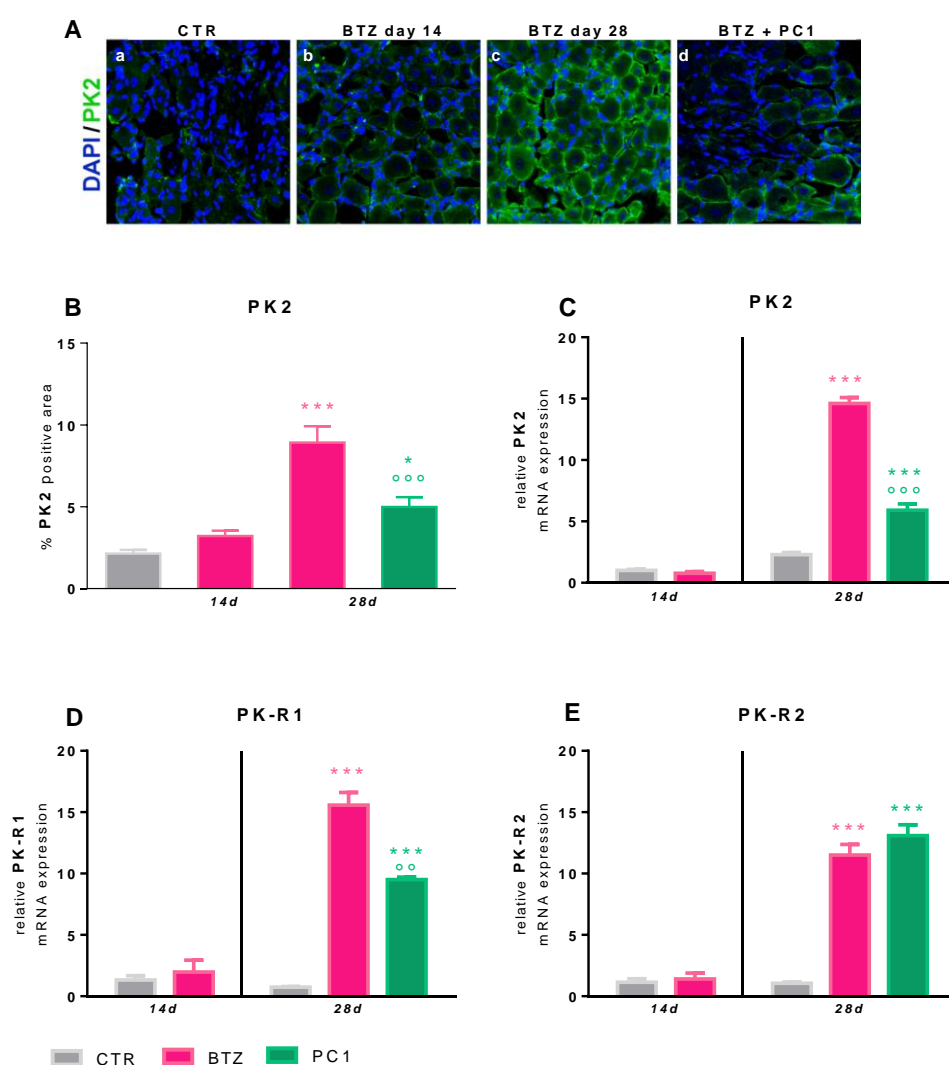 A
CTR
BTZ day 14
BTZ day 28
BTZ + PC1
a
b
c
d
DAPI / PK2
B
PK2
% PK2 positive area
15
10
5
0
***
*
°°°
14d
28d
C
PK2
relative PK2
mRNA expression
20
15
10
5
0
***
***
°°°
14d
28d
D
PK-R1
relative PK-R1
mRNA expression
20
15
10
5
0
***
***
°°
14d
28d
E
PK-R2
relative PK-R2
mRNA expression
20
15
10
5
0
***
***
14d
28d
CTR
BTZ
PC1